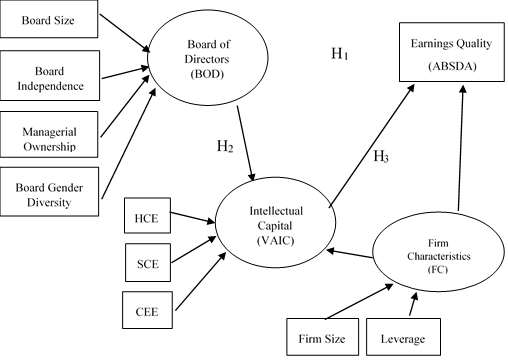 Board Size
Board of
Directors
(BOD)
H1
Earnings Quality
(ABSDA)
Board
Independence
Managerial
Ownership
H2
H3
Board Gender
Diversity
HCE
Intellectual
Capital
(VAIC)
SCE
Firm
Characteristics
(FC)
CEE
Firm Size
Leverage